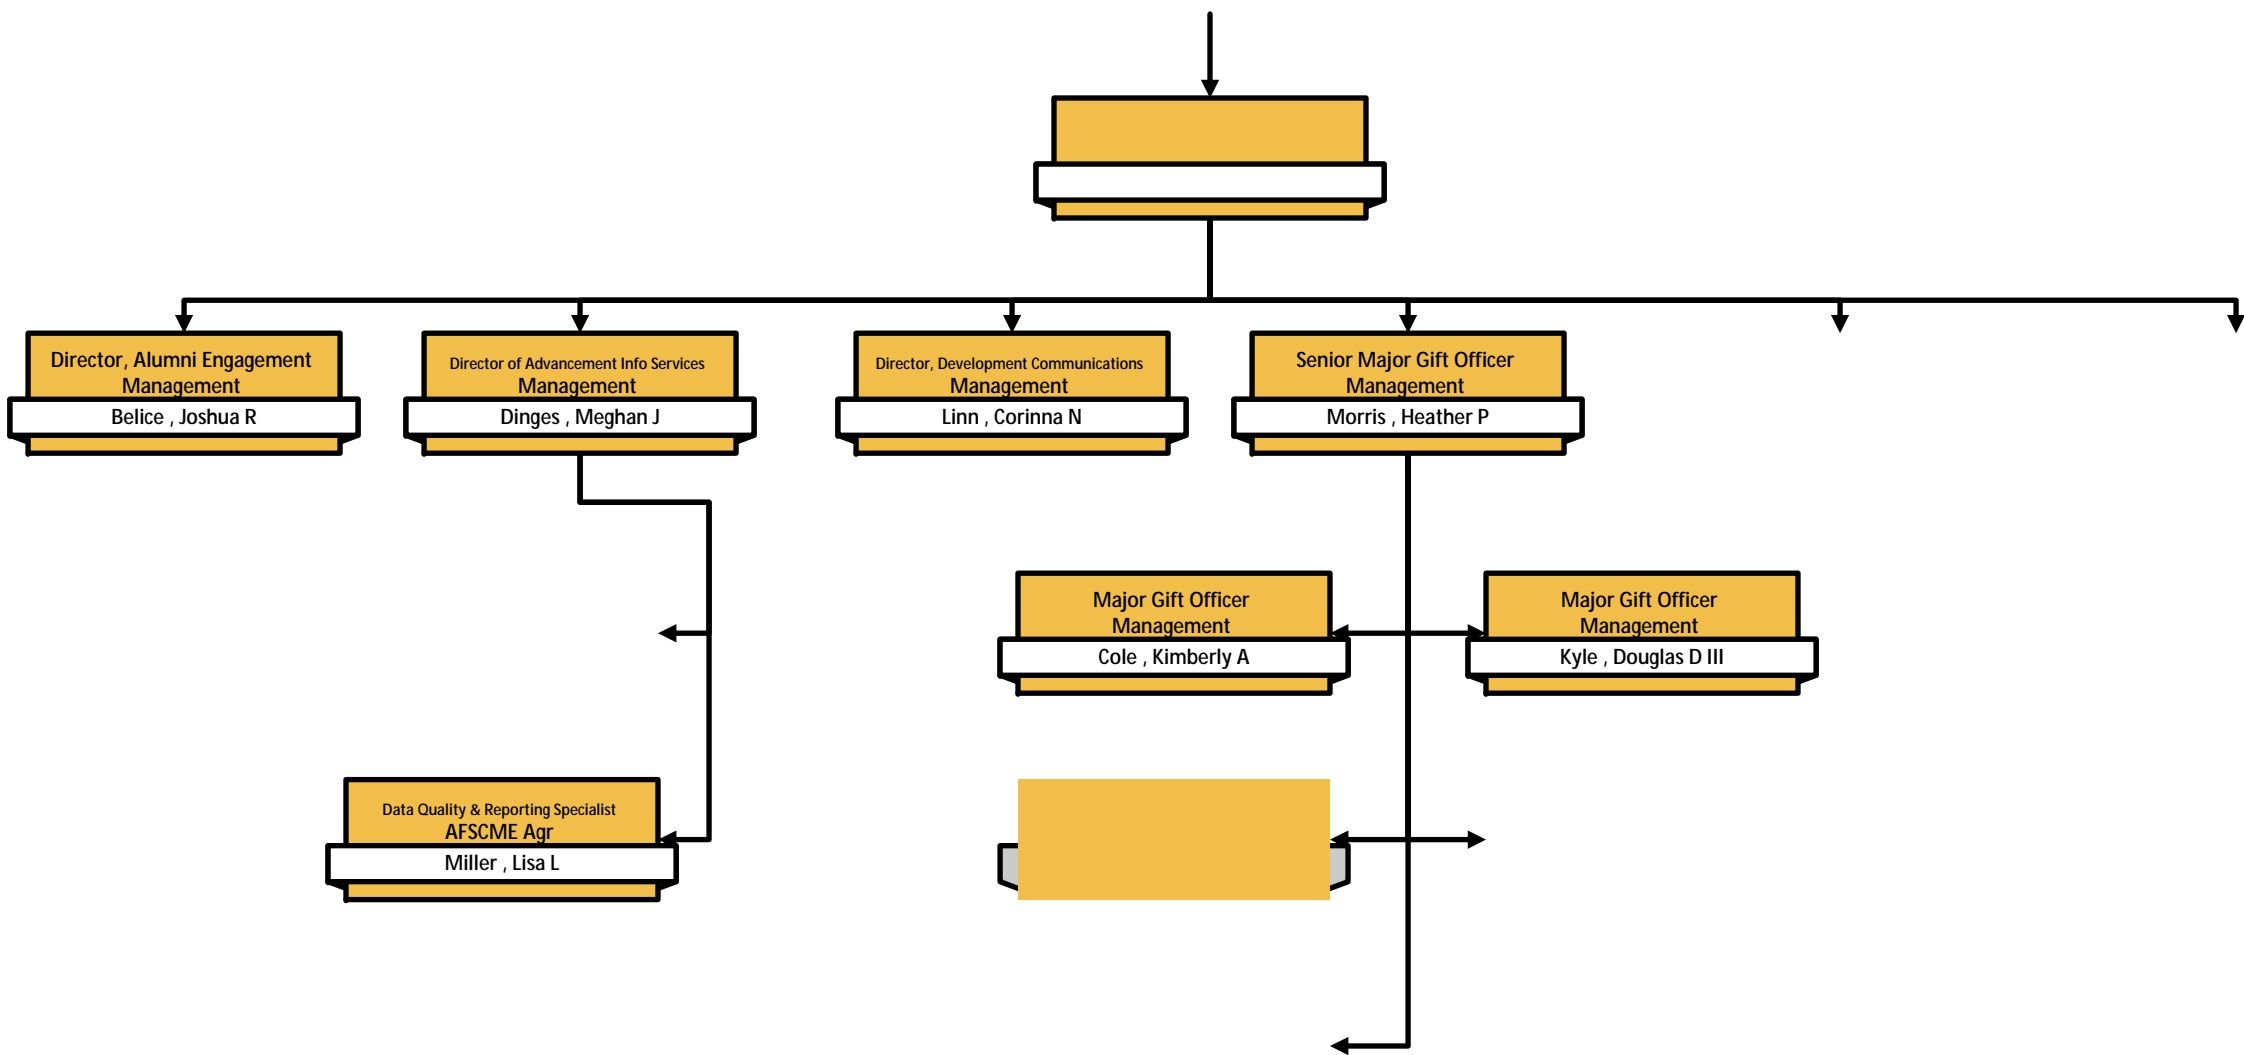 Director, Alumni Engagement
Management
Belice , Joshua R
Director of Advancement Info Services
Management
Dinges , Meghan J
Director, Development Communications
Management
Linn , Corinna N
Senior Major Gift Officer
Management
Morris , Heather P
Major Gift Officer
Management
Cole , Kimberly A
Major Gift Officer
Management
Kyle , Douglas D III
Data Quality & Reporting Specialist
AFSCME Agr
Miller , Lisa L